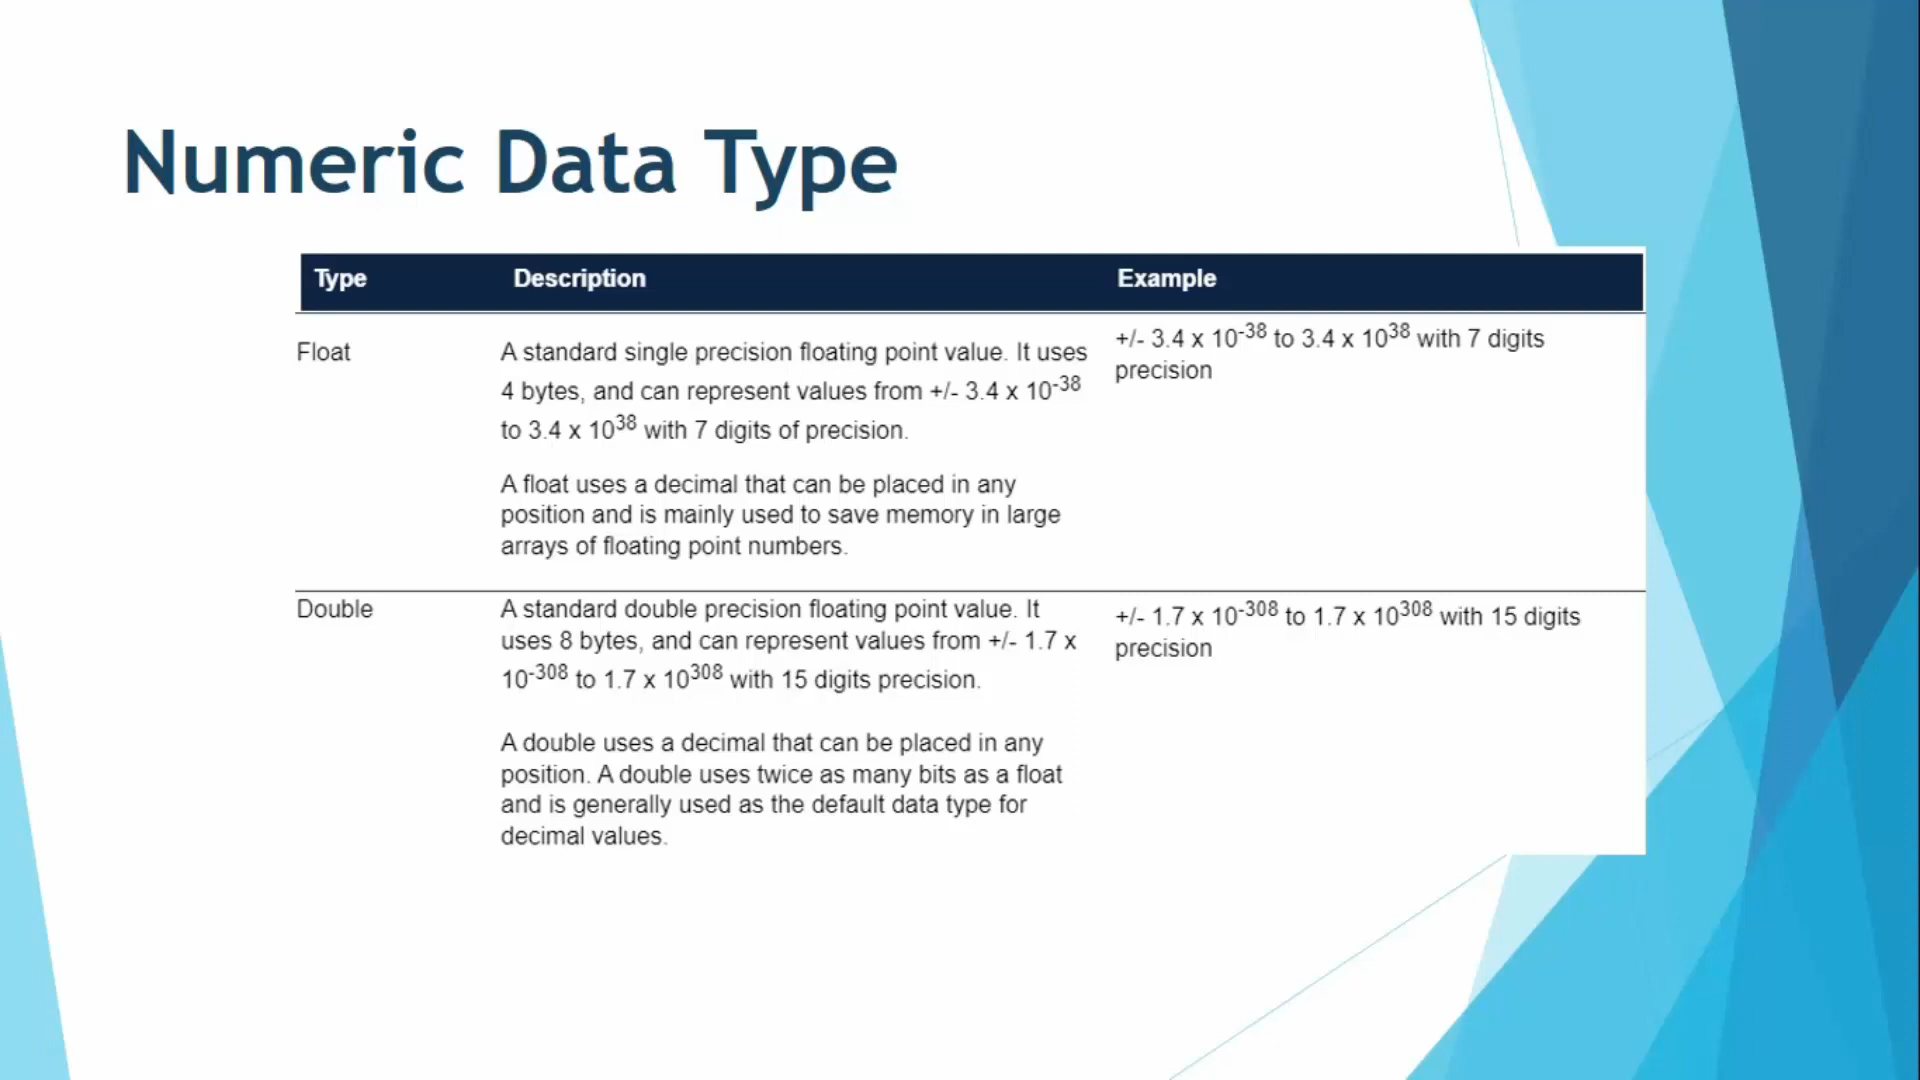 Numeric Data Type
Type Description Example
Float
A standard single precision floating point value. It uses
4 bytes, and can represent values from +/- 3.4 x 10⁻³⁸
to 3.4 x 10³⁸ with 7 digits of precision.
A float uses a decimal that can be placed in any
position and is mainly used to save memory in large
arrays of floating point numbers.
+/- 3.4 x 10⁻³⁸ to 3.4 x 10³⁸ with 7 digits
precision
Double
A standard double precision floating point value. It
uses 8 bytes, and can represent values from +/- 1.7 x
10⁻³⁰⁸ to 1.7 x 10³⁰⁸ with 15 digits precision.
A double uses a decimal that can be placed in any
position. A double uses twice as many bits as a float
and is generally used as the default data type for
decimal values.
+/- 1.7 x 10⁻³⁰⁸ to 1.7 x 10³⁰⁸ with 15 digits
precision